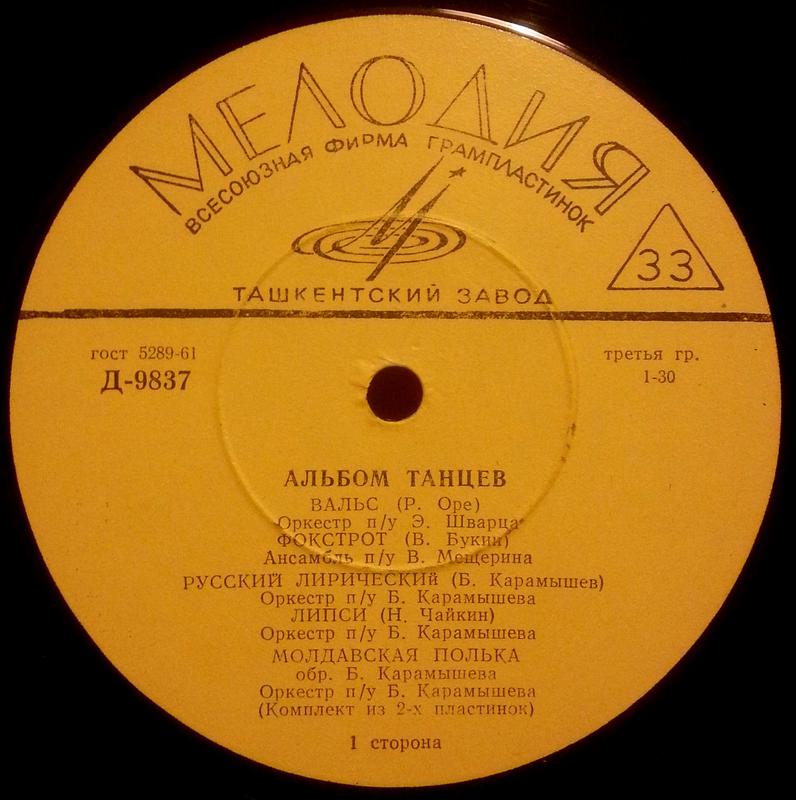 МЕЛОДИЯ
ВСЕСОЮЗНАЯ ФИРМА ГРАМПЛАСТИНОК
33
ТАШКЕНТСКИЙ ЗАВОД
гост 5289-61
Д-9837
третья гр.
1-30
АЛЬБОМ ТАНЦЕВ
ВАЛЬС (Р. Оре)
Оркестр п/у Э. Шварца
ФОКСТРОТ (В. Букин)
Ансамбль п/у В. Мещерина
РУССКИЙ ЛИРИЧЕСКИй (Б. Карамышев)
Оркестр п/у Б. Карамышева
ЛИПСИ (Н. Чайкин)
Оркестр п/у Б. Карамышева
МОЛДАВСКАЯ ПОЛЬКА
обр. Б. Карамышева
Оркестр п/у Б. Карамышева
(Комплект из 2-х пластинок)
1 сторона